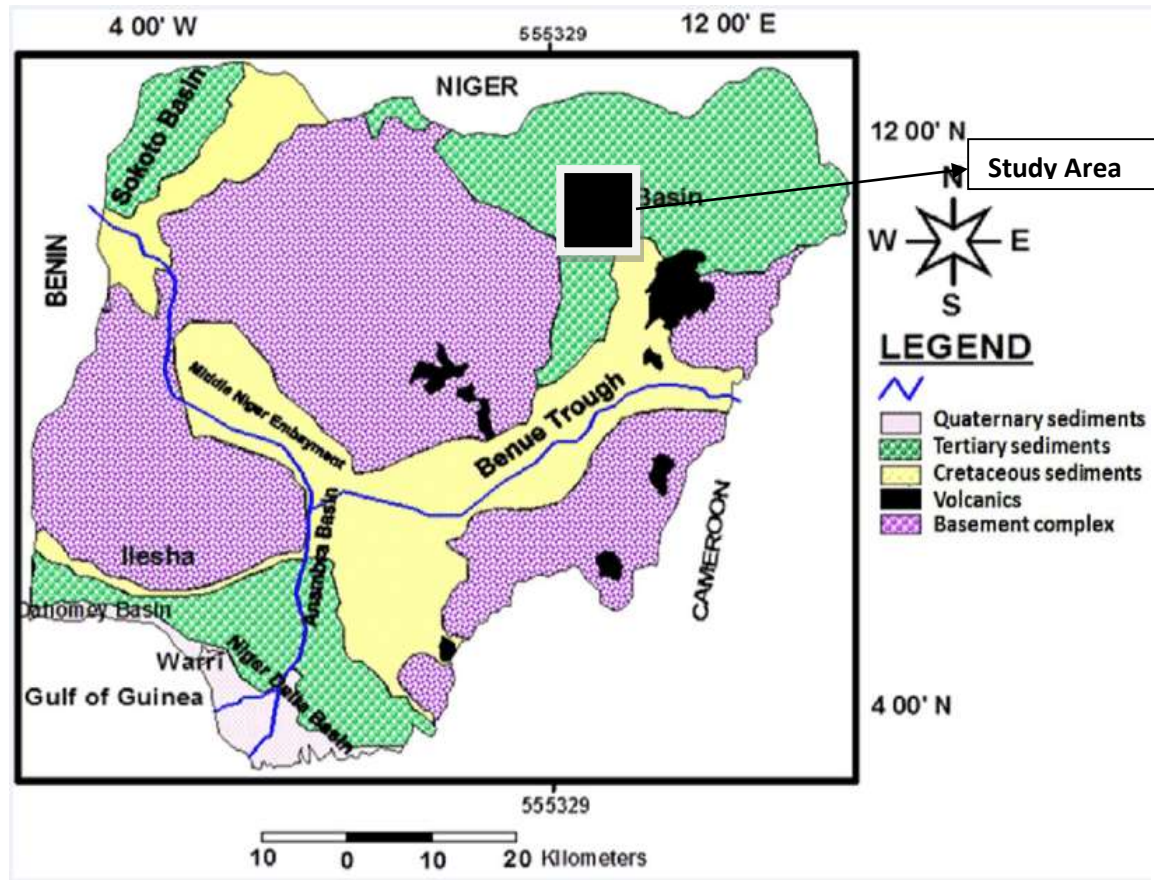 4 00' W
555329
12 00' E
NIGER
Sokoto Basin
12 00' N
Study Area
Basin
N
W
E
S
BENIN
LEGEND
Quaternary sediments
Tertiary sediments
Cretaceous sediments
Volcanics
Basement complex
Middle Niger Embayment
Benue Trough
Anambra Basin
CAMEROON
Ilesha
Dahomey Basin
Warri
Niger Delta Basin
Gulf of Guinea
4 00' N
555329
10 0 10 20 Kilometers